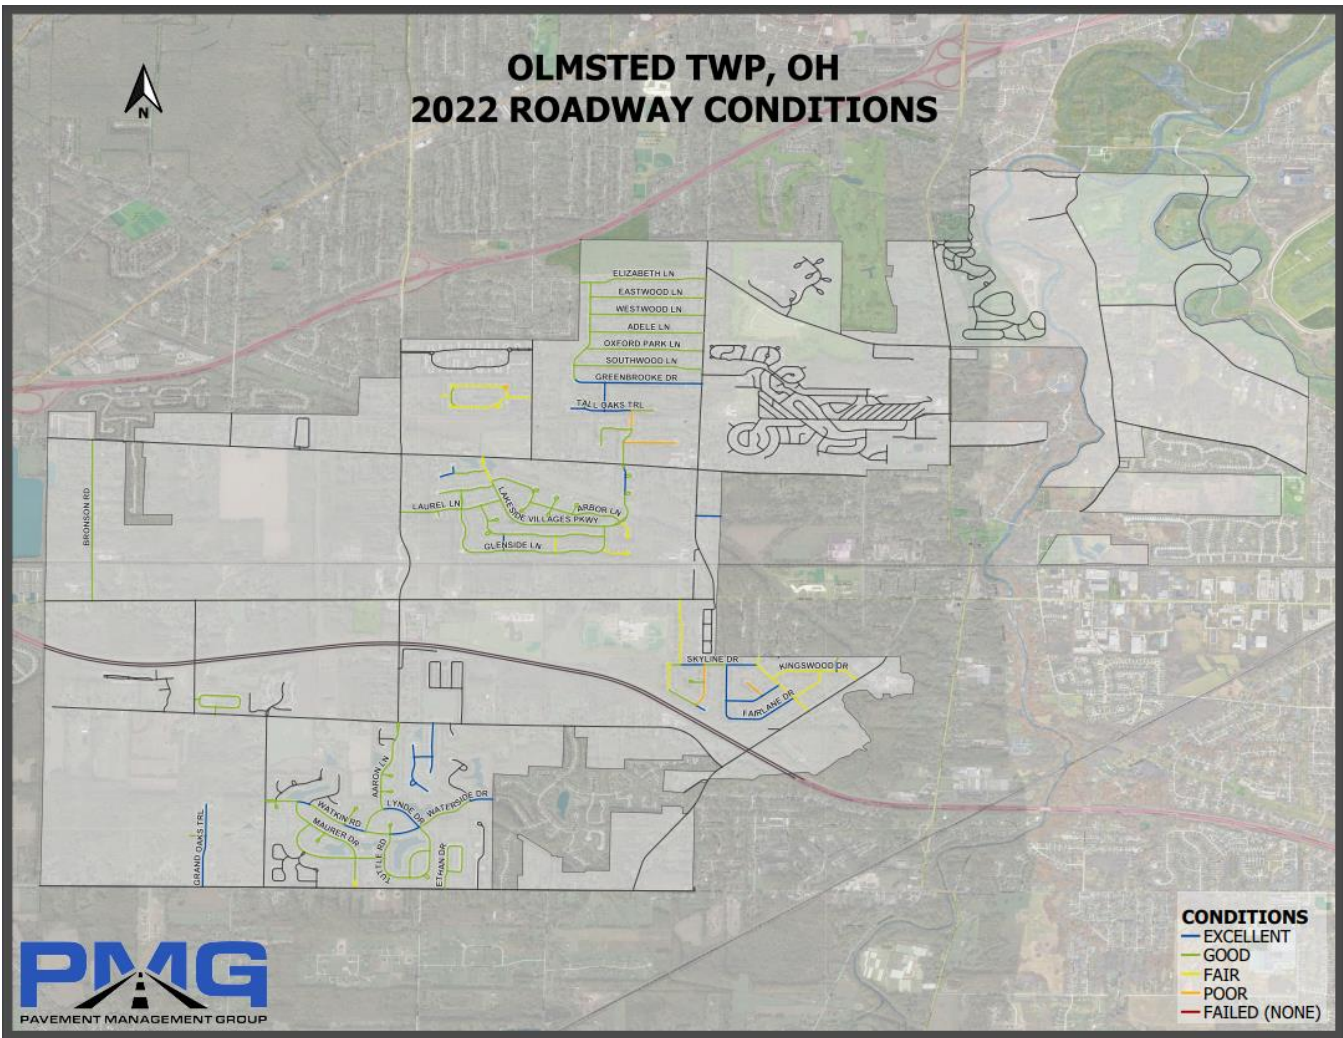 OLMSTED TWP, OH
2022 ROADWAY CONDITIONS
N
ELIZABETH LN
EASTWOOD LN
WESTWOOD LN
ADELE LN
OXFORD PARK LN
SOUTHWOOD LN
GREENBROOKE DR
TALL OAKS TRL
BRONSON RD
LAUREL LN
LAKESIDE VILLAGES PKWY
ARBOR LN
GLENSIDE LN
SKYLINE DR
KINGSWOOD DR
FAIRLANE DR
AARON LN
LYNDE DR
WATERSIDE DR
WATKIN RD
MAURER DR
TUTTLE RD
ETHAN DR
GRAND OAKS TRL
CONDITIONS
EXCELLENT
GOOD
FAIR
POOR
FAILED (NONE)
PMG
PAVEMENT MANAGEMENT GROUP